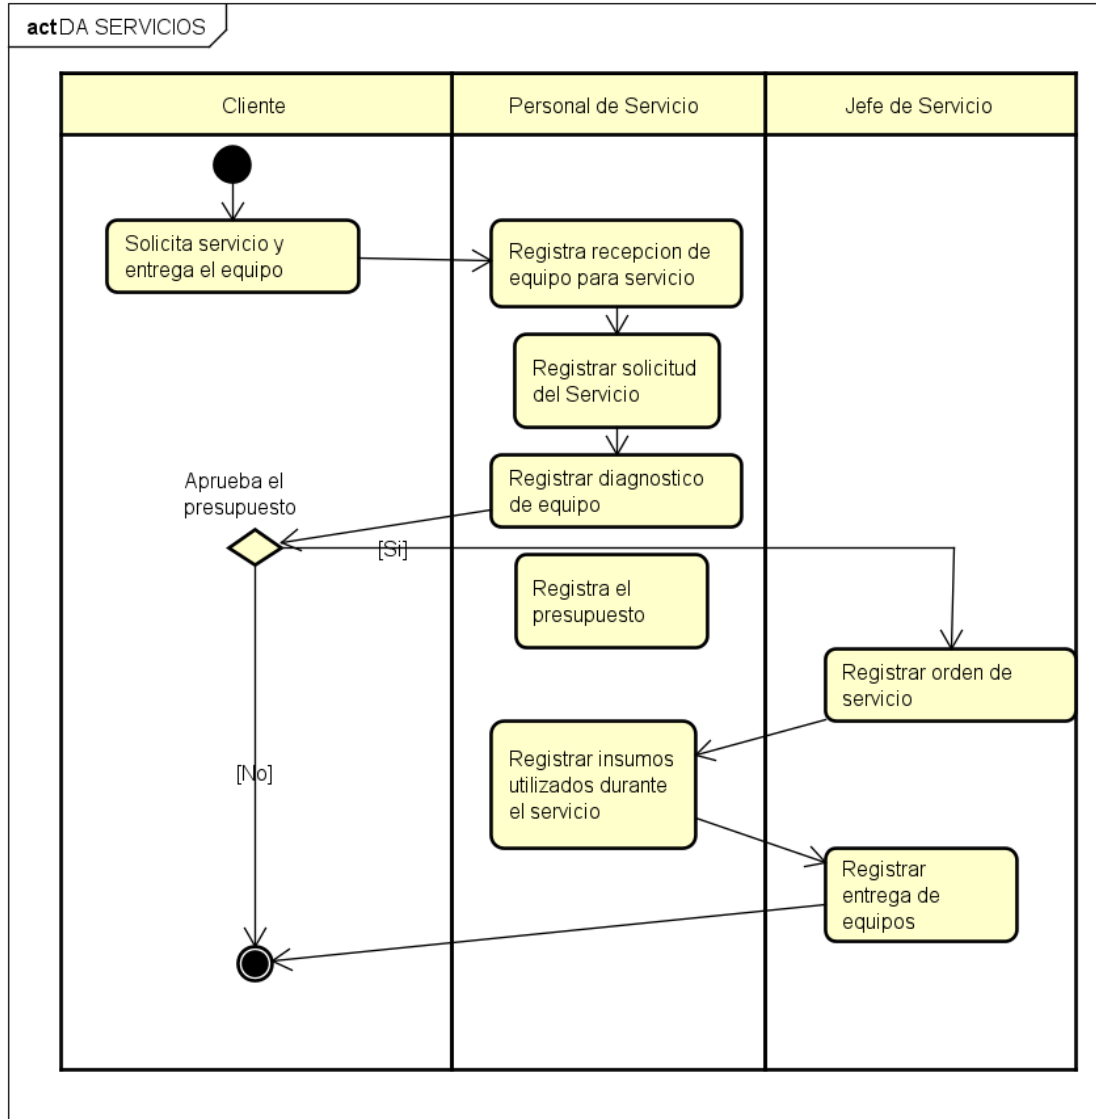 act DA SERVICIOS
Cliente
Personal de Servicio
Jefe de Servicio
Solicita servicio y
entrega el equipo
Registra recepcion de
equipo para servicio
Registrar solicitud
del Servicio
Registrar diagnostico
de equipo
Aprueba el
presupuesto
[Si]
Registra el
presupuesto
Registrar orden de
servicio
Registrar insumos
utilizados durante
el servicio
[No]
Registrar
entrega de
equipos